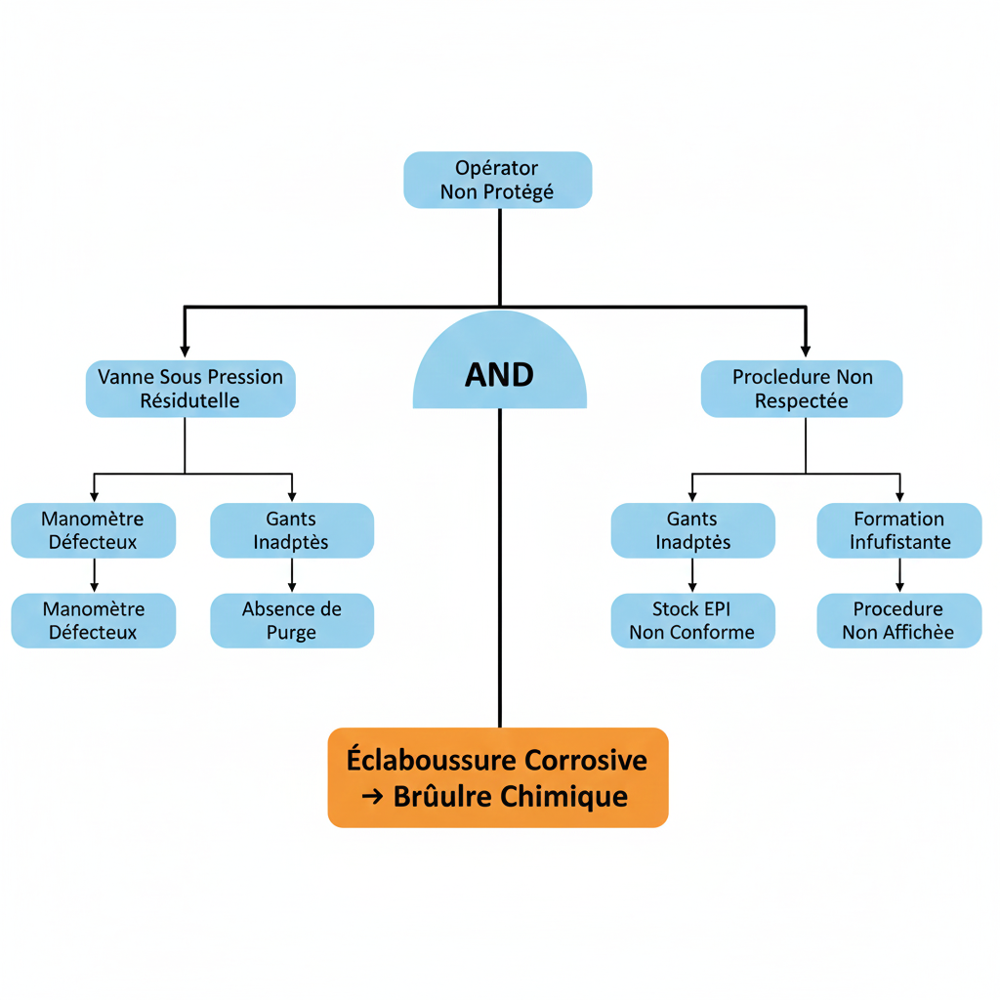 Opérator
Non Protégé
AND
Vanne Sous Pression
Résidutelle
Procledure Non
Respectée
Manomètre
Défecteux
Gants
Inadptès
Gants
Inadptès
Formation
Infufistante
Manomètre
Défecteux
Absence de
Purge
Stock EPI
Non Conforme
Procedure
Non Affichèe
Éclaboussure Corrosive
→ Brûulre Chimique